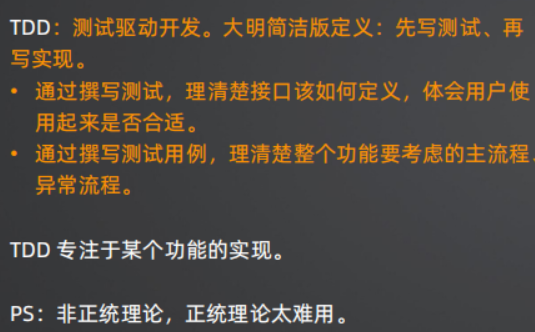 TDD：测试驱动开发。大明简洁版定义：先写测试、再
写实现。
• 通过撰写测试，理清楚接口该如何定义，体会用户使
用起来是否合适。
• 通过撰写测试用例，理清楚整个功能要考虑的主流程、
异常流程。
TDD 专注于某个功能的实现。
PS：非正统理论，正统理论太难用。